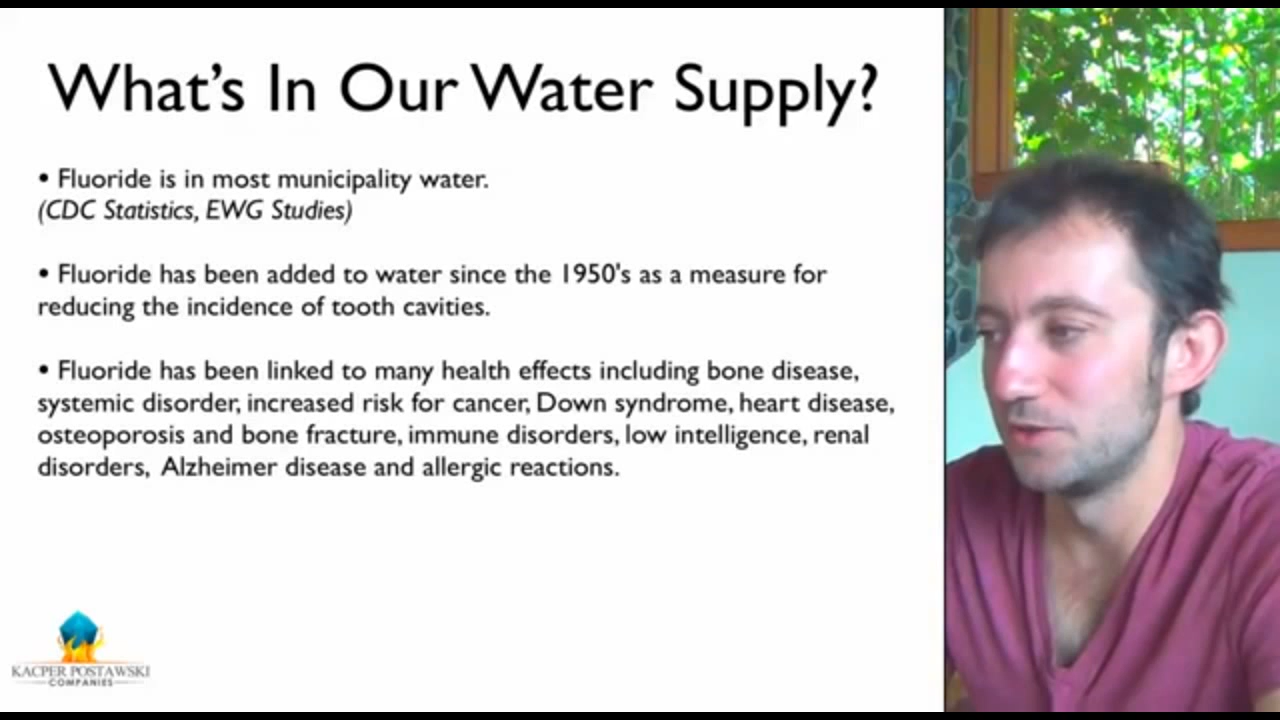 What's In Our Water Supply?
• Fluoride is in most municipality water.
(CDC Statistics, EWG Studies)
• Fluoride has been added to water since the 1950's as a measure for
reducing the incidence of tooth cavities.
• Fluoride has been linked to many health effects including bone disease,
systemic disorder, increased risk for cancer, Down syndrome, heart disease,
osteoporosis and bone fracture, immune disorders, low intelligence, renal
disorders, Alzheimer disease and allergic reactions.
KACPER POSTAWSKI
COMPANIES